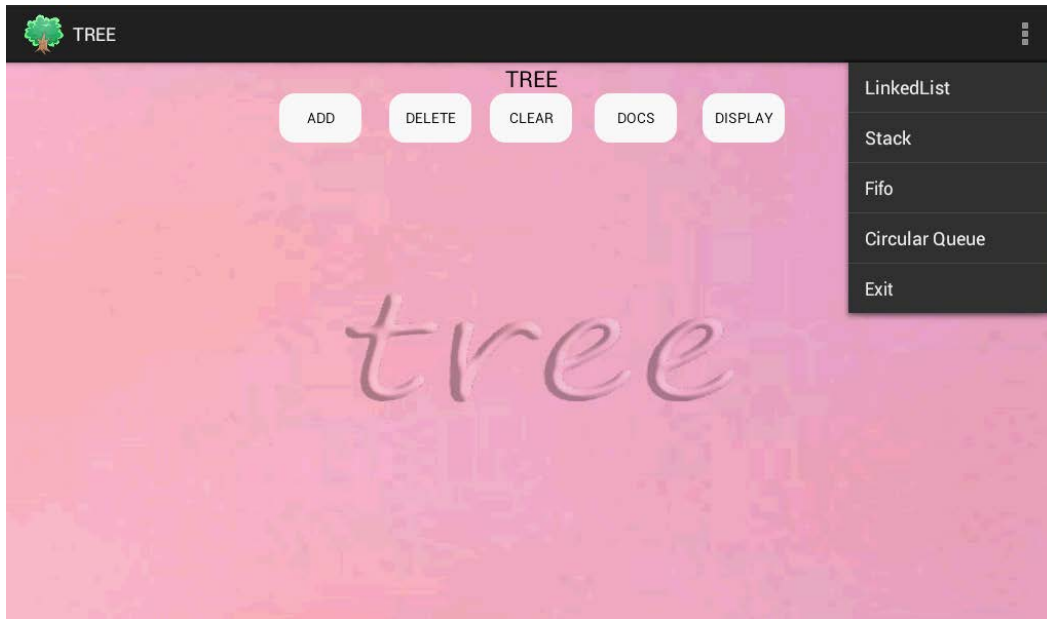 TREE
TREE
ADD DELETE CLEAR DOCS DISPLAY
LinkedList
Stack
Fifo
Circular Queue
Exit
tree